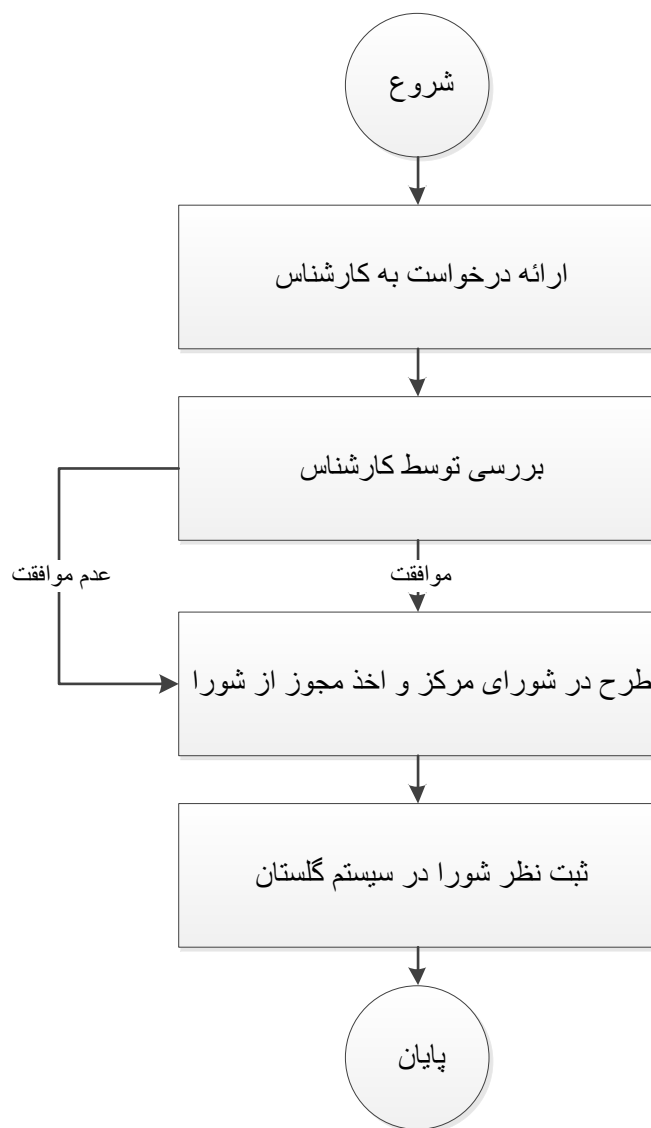 شروع
ارائه درخواست به کارشناس
بررسی توسط کارشناس
عدم موافقت
موافقت
طرح در شورای مرکز و اخذ مجوز از شورا
ثبت نظر شورا در سیستم گلستان
پایان